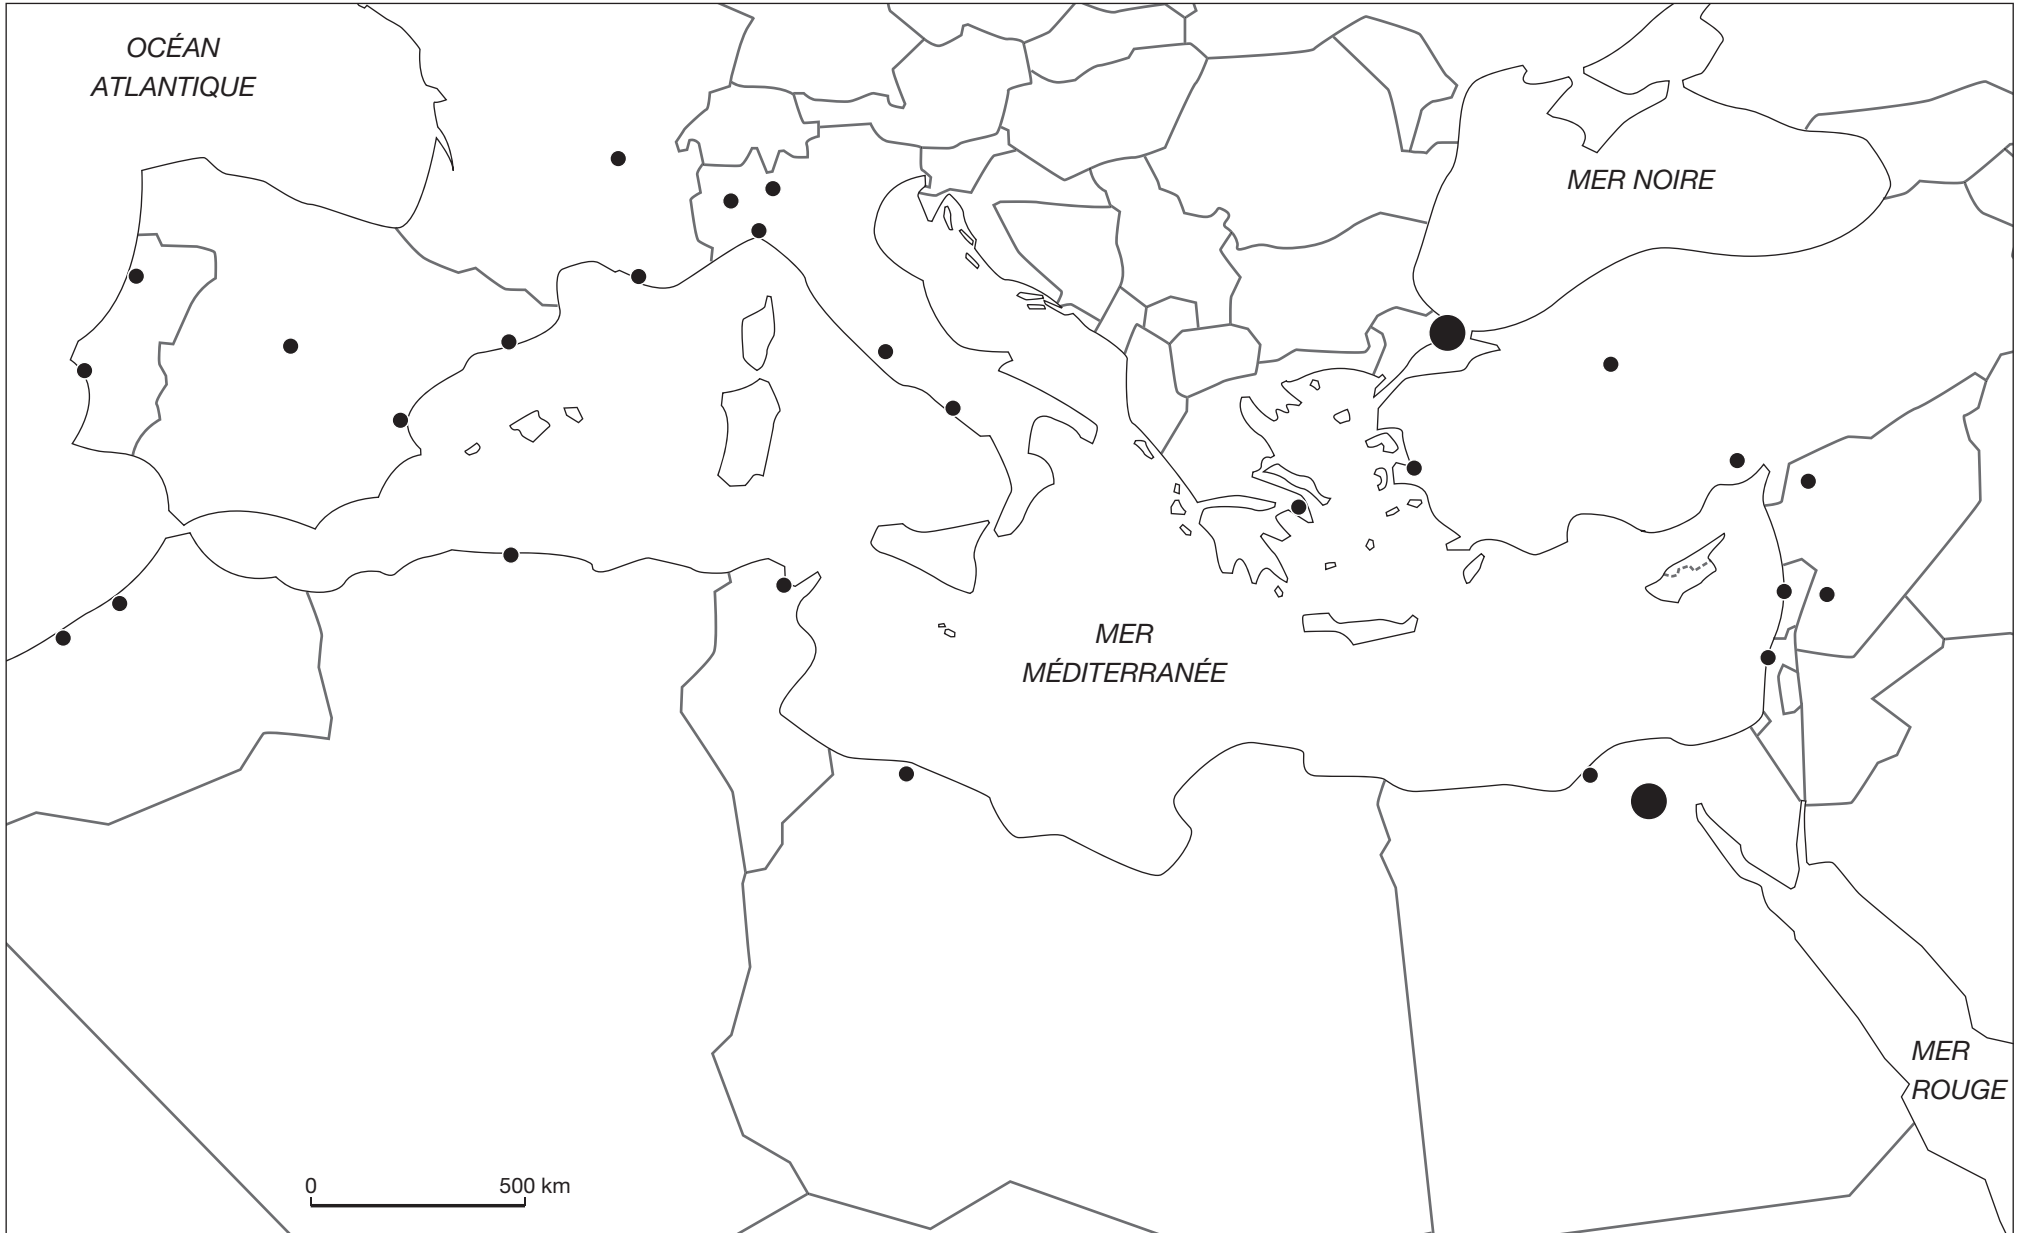 OCÉAN
ATLANTIQUE
MER NOIRE
MER
MÉDITERRANÉE
MER
ROUGE
0 500 km